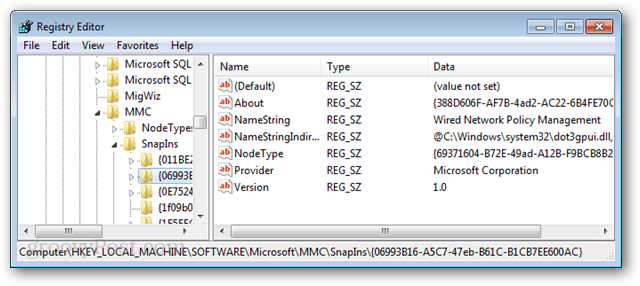 Registry Editor
File Edit View Favorites Help
Microsoft SQL
Microsoft SQL
MigWiz
MMC
NodeTypes
SnapIns
{011BE2
{06993B
{0E7524
{1f09b0
Name Type Data
(Default) REG_SZ (value not set)
About REG_SZ {388D606F-AF7B-4ad2-AC22-6B4FE70C
NameString REG_SZ Wired Network Policy Management
NameStringIndir... REG_SZ @C:\Windows\system32\dot3gpui.dll,
NodeType REG_SZ {69371604-B72E-49ad-A12B-F9BCB8B2
Provider REG_SZ Microsoft Corporation
Version REG_SZ 1.0
groovyPost.com
Computer\HKEY_LOCAL_MACHINE\SOFTWARE\Microsoft\MMC\SnapIns\{06993B16-A5C7-47eb-B61C-B1CB7EE600AC}